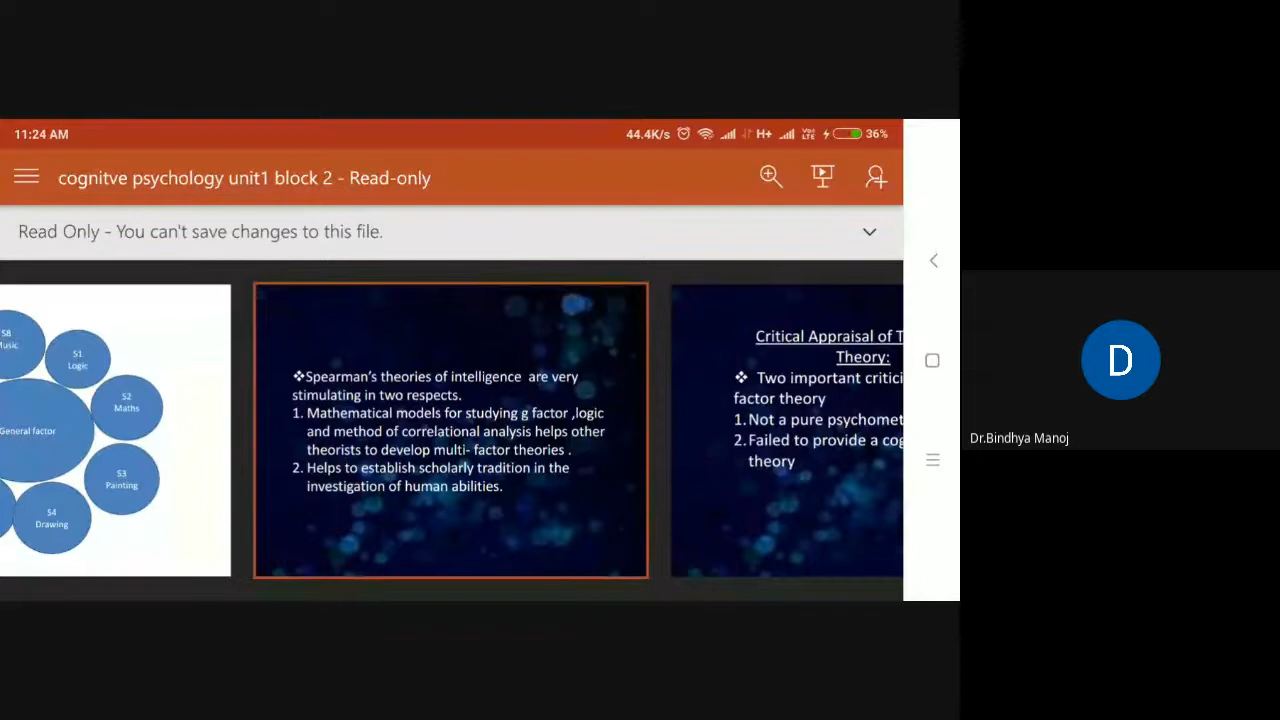 11:24 AM
44.4K/s
H+
VoLTE
36%
cognitve psychology unit1 block 2 - Read-only
Read Only - You can't save changes to this file.
S1
Logic
S2
Maths
General factor
S3
Painting
S4
Drawing
S8
❖Spearman's theories of intelligence are very
stimulating in two respects.
1. Mathematical models for studying g factor ,logic
and method of correlational analysis helps other
theorists to develop multi- factor theories .
2. Helps to establish scholarly tradition in the
investigation of human abilities.
Critical Appraisal of T
Theory:
❖ Two important critici
factor theory
1. Not a pure psychomet
2. Failed to provide a cog
theory
D
Dr.Bindhya Manoj